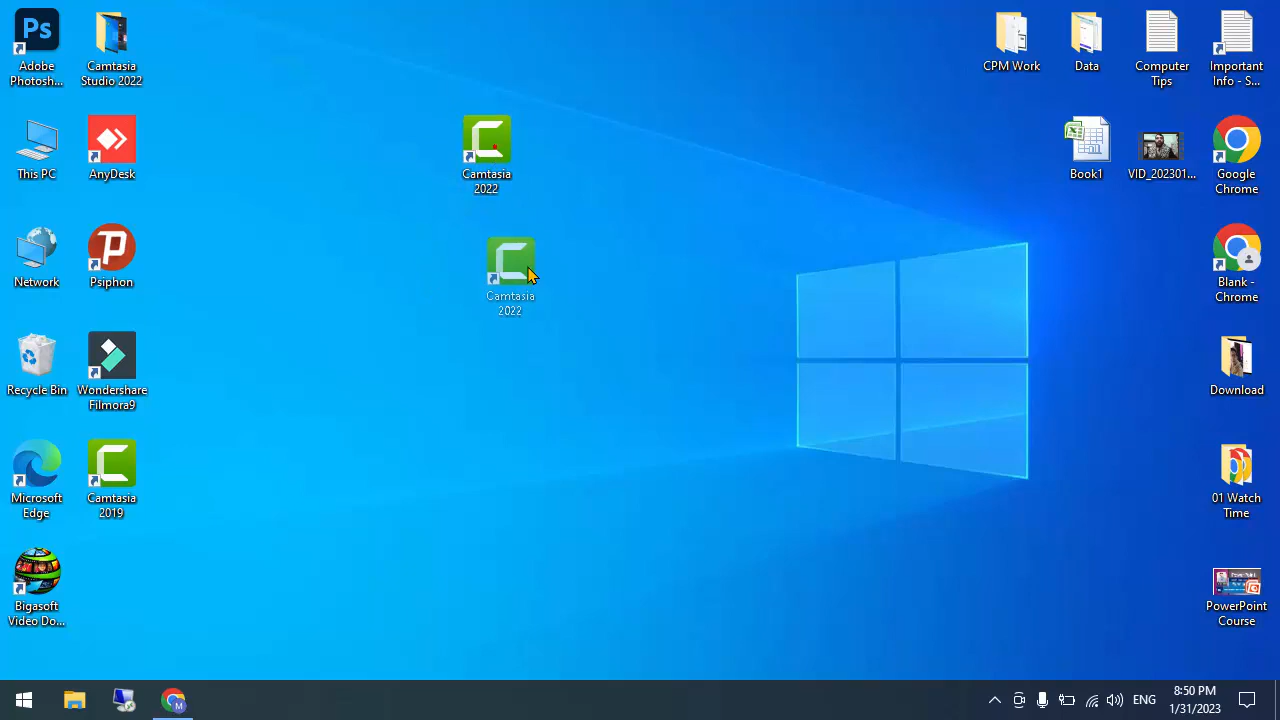 Ps
Adobe
Photosh...
Camtasia
Studio 2022
This PC
AnyDesk
Network
Psiphon
Recycle Bin
Wondershare
Filmora9
Microsoft
Edge
Camtasia
2019
Bigasoft
Video Do...
Camtasia
2022
Camtasia
2022
CPM Work
Data
Computer
Tips
Important
Info - S...
Book1
VID_202301...
Google
Chrome
Blank -
Chrome
Download
01 Watch
Time
PowerPoint
Course
M
ENG
8:50 PM
1/31/2023